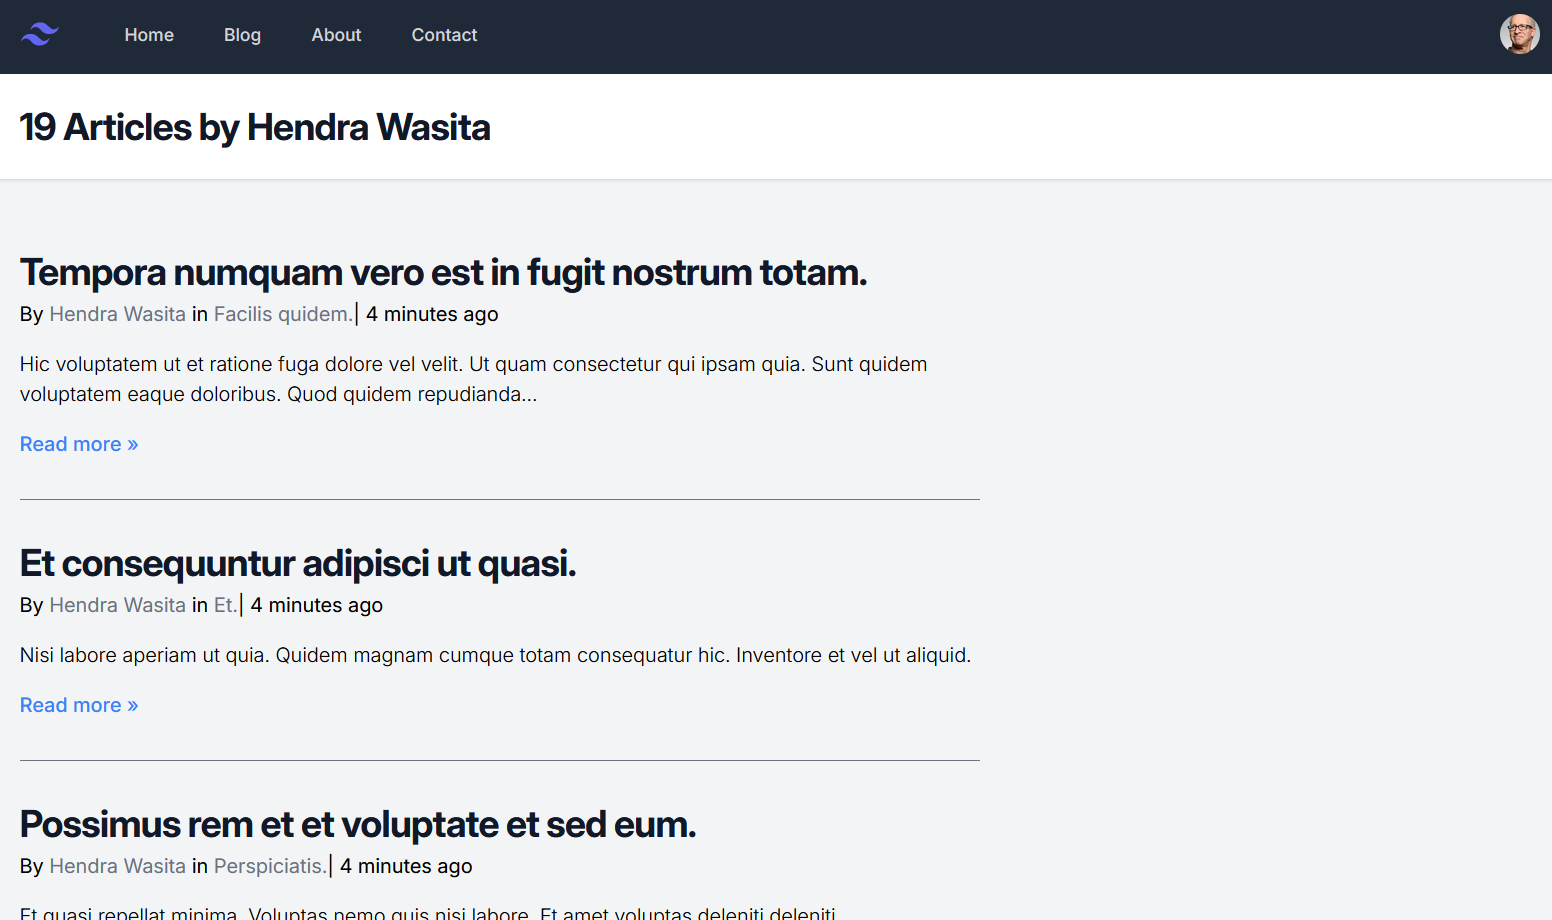 Home Blog About Contact
19 Articles by Hendra Wasita
Tempora numquam vero est in fugit nostrum totam.
By Hendra Wasita in Facilis quidem.| 4 minutes ago
Hic voluptatem ut et ratione fuga dolore vel velit. Ut quam consectetur qui ipsam quia. Sunt quidem
voluptatem eaque doloribus. Quod quidem repudianda...
Read more »
Et consequuntur adipisci ut quasi.
By Hendra Wasita in Et.| 4 minutes ago
Nisi labore aperiam ut quia. Quidem magnam cumque totam consequatur hic. Inventore et vel ut aliquid.
Read more »
Possimus rem et et voluptate et sed eum.
By Hendra Wasita in Perspiciatis.| 4 minutes ago
Et quasi repellat minima. Voluptas nemo quis nisi labore. Et amet voluptas deleniti deleniti